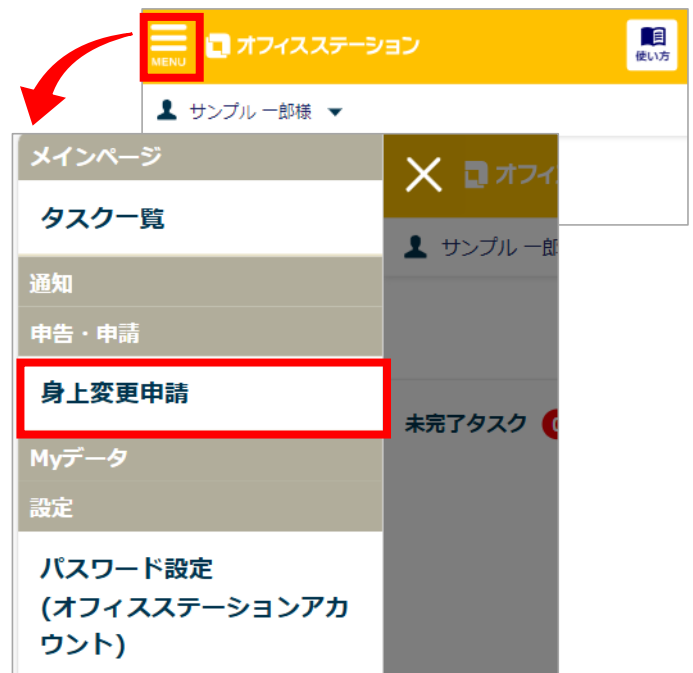 MENU
オフィスステーション
使い方
サンプル 一郎様
メインページ
タスク一覧
通知
申告・申請
身上変更申請
Myデータ
設定
パスワード設定
(オフィスステーションアカ
ウント)
オフィ
サンプル 一郎
未完了タスク